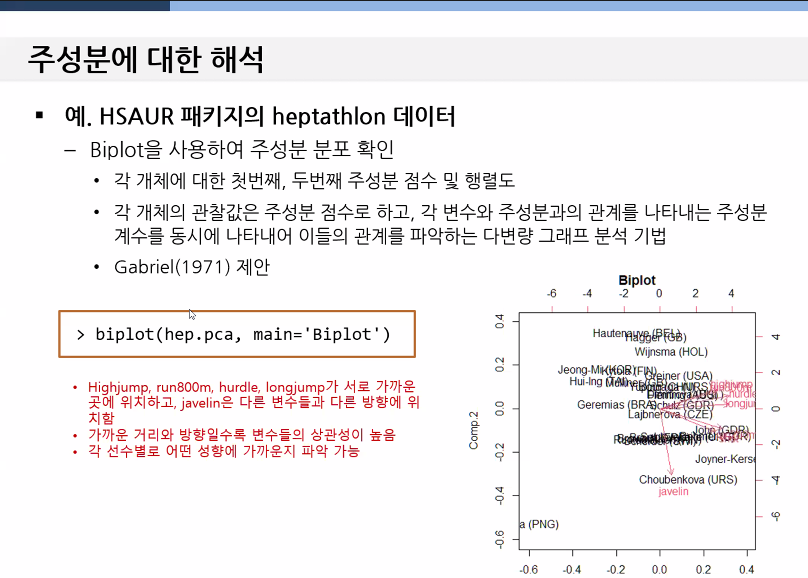 주성분에 대한 해석
▪ 예. HSAUR 패키지의 heptathlon 데이터
– Biplot을 사용하여 주성분 분포 확인
• 각 개체에 대한 첫번째, 두번째 주성분 점수 및 행렬도
• 각 개체의 관찰값은 주성분 점수로 하고, 각 변수와 주성분과의 관계를 나타내는 주성분
계수를 동시에 나타내어 이들의 관계를 파악하는 다변량 그래프 분석 기법
• Gabriel(1971) 제안
> biplot(hep.pca, main='Biplot')
• Highjump, run800m, hurdle, longjump가 서로 가까운
곳에 위치하고, javelin은 다른 변수들과 다른 방향에 위
치함
• 가까운 거리와 방향일수록 변수들의 상관성이 높음
• 각 선수별로 어떤 성향에 가까운지 파악 가능
Biplot
-6 -4 -2 0 2 4
0.4
0.2
0.0
-0.2
-0.4
-0.6
Comp.2
4
2
0
-2
-4
-6
Hautenauve (BEL)
Hagger (GB)
Wijnsma (HOL)
Jeong-Mi (KOR)
(FIN)
Greiner (USA)
Hui-Ing (TAI)
highjump
hurdle
longjum
Geremias (BRA)
Schulz (GDR)
Lajbnerova (CZE)
John (GDR)
Joyner-Kerse
Choubenkova (URS)
javelin
a (PNG)
-0.6 -0.4 -0.2 0.0 0.2 0.4